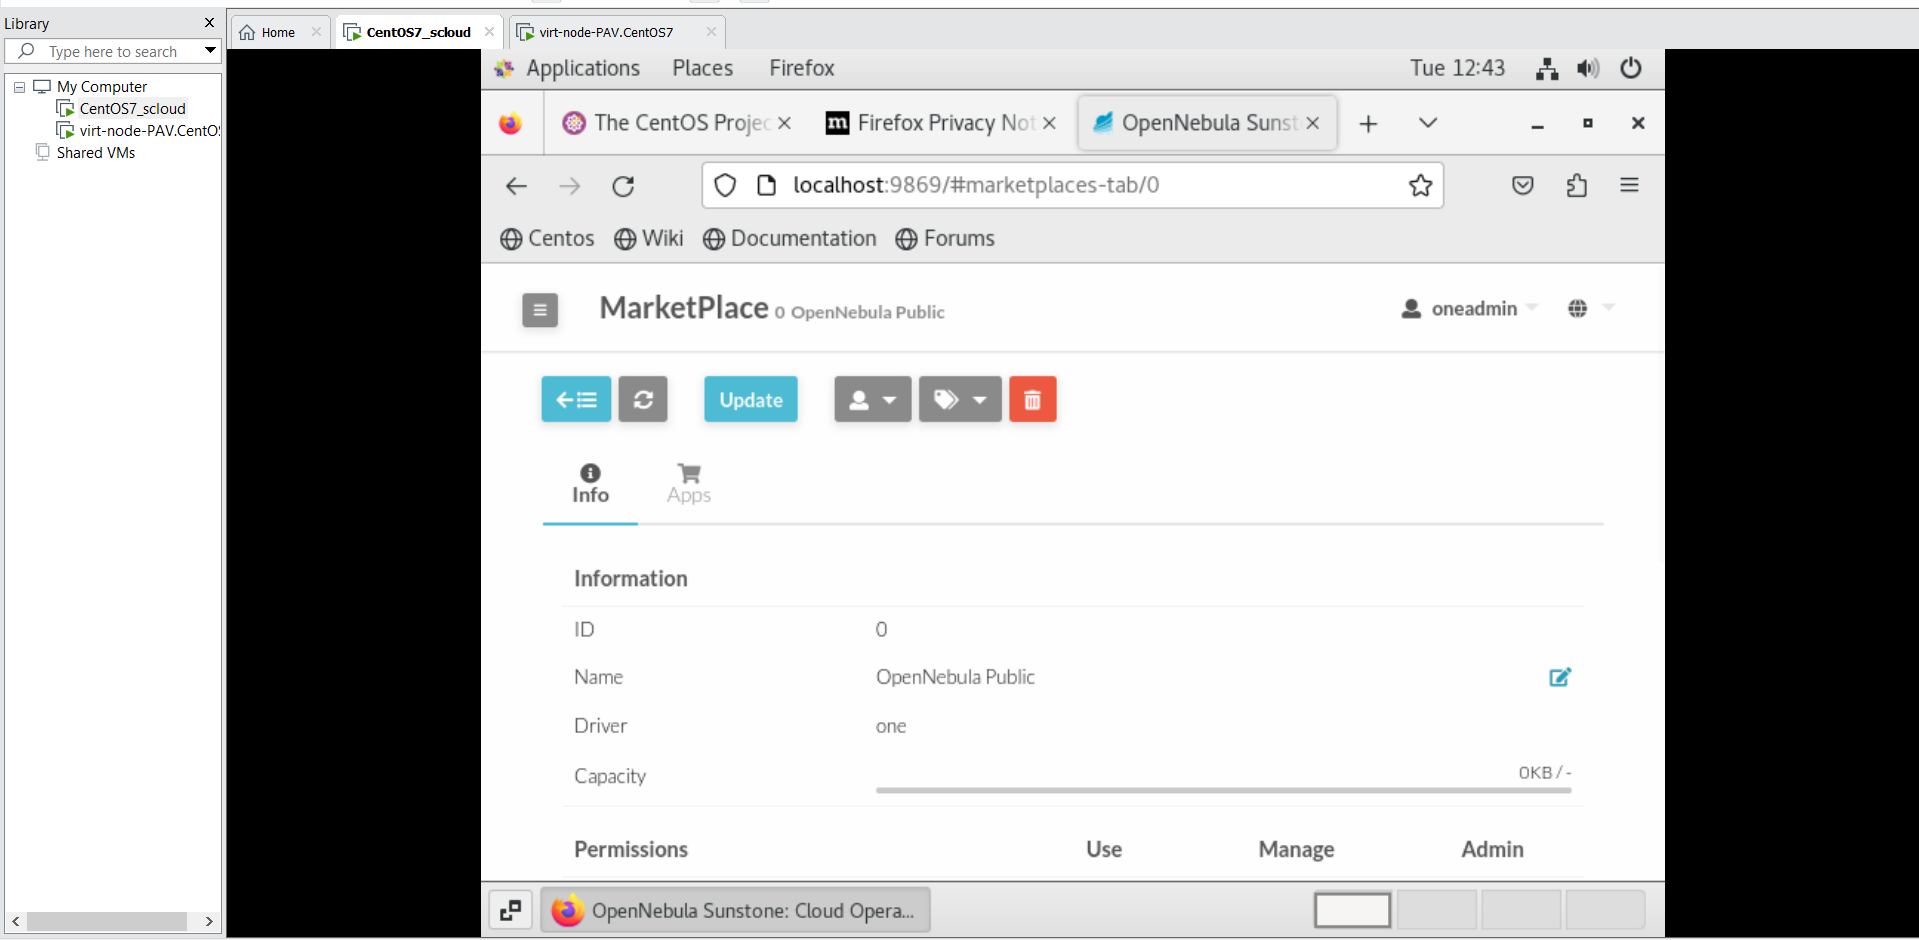 Library
Type here to search
My Computer
CentOS7_scloud
virt-node-PAV.CentO
Shared VMs
Home
CentOS7_scloud
virt-node-PAV.CentOS7
Applications Places Firefox
Tue 12:43
The CentOS Projec
Firefox Privacy Not
OpenNebula Sunst
localhost:9869/#marketplaces-tab/0
Centos Wiki Documentation Forums
MarketPlace 0 OpenNebula Public
oneadmin
Update
Info Apps
Information
ID 0
Name OpenNebula Public
Driver one
Capacity 0KB / -
Permissions Use Manage Admin
OpenNebula Sunstone: Cloud Opera...